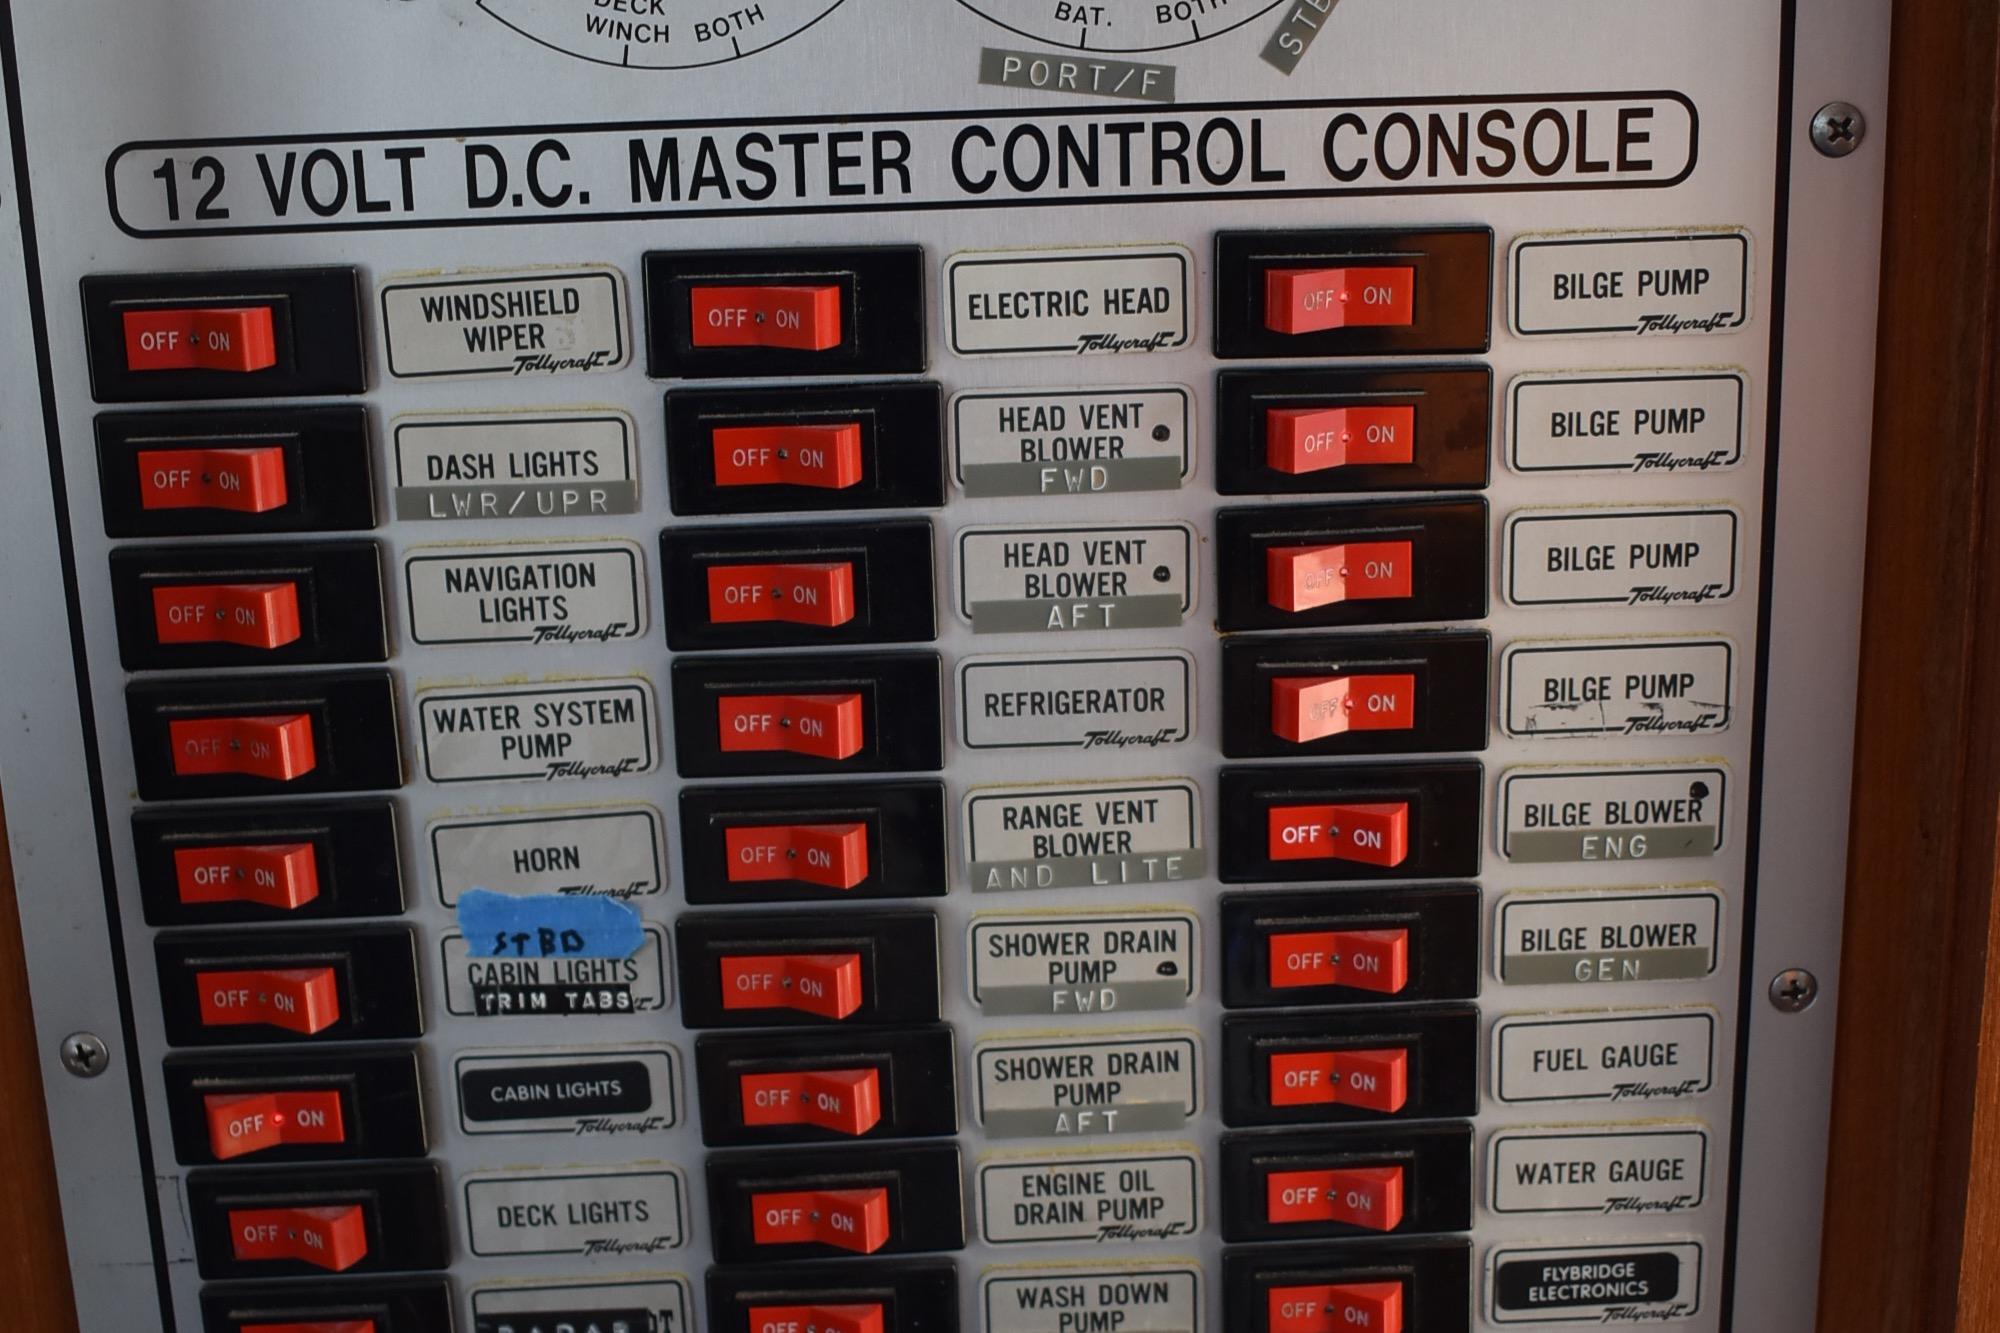 DECK
WINCH BOTH
BAT. BOTH
PORT/F
12 VOLT D.C. MASTER CONTROL CONSOLE
OFF ON
WINDSHIELD
WIPER
Tollycraft
OFF ON
DASH LIGHTS
LWR/UPR
OFF ON
NAVIGATION
LIGHTS
Tollycraft
OFF ON
WATER SYSTEM
PUMP
Tollycraft
OFF ON
HORN
Tollycraft
STBD
OFF ON
CABIN LIGHTS
TRIM TABS
OFF ON
CABIN LIGHTS
Tollycraft
OFF ON
DECK LIGHTS
Tollycraft
RADAR
OFF ON
ELECTRIC HEAD
Tollycraft
OFF ON
HEAD VENT
BLOWER
FWD
OFF ON
HEAD VENT
BLOWER
AFT
OFF ON
REFRIGERATOR
Tollycraft
OFF ON
RANGE VENT
BLOWER
AND LITE
OFF ON
SHOWER DRAIN
PUMP
FWD
OFF ON
SHOWER DRAIN
PUMP
AFT
OFF ON
ENGINE OIL
DRAIN PUMP
Tollycraft
OFF ON
WASH DOWN
PUMP
OFF ON
BILGE PUMP
Tollycraft
OFF ON
BILGE PUMP
Tollycraft
OFF ON
BILGE PUMP
Tollycraft
OFF ON
BILGE PUMP
Tollycraft
OFF ON
BILGE BLOWER
ENG
OFF ON
BILGE BLOWER
GEN
OFF ON
FUEL GAUGE
Tollycraft
OFF ON
WATER GAUGE
Tollycraft
OFF ON
FLYBRIDGE
ELECTRONICS
Tollycraft